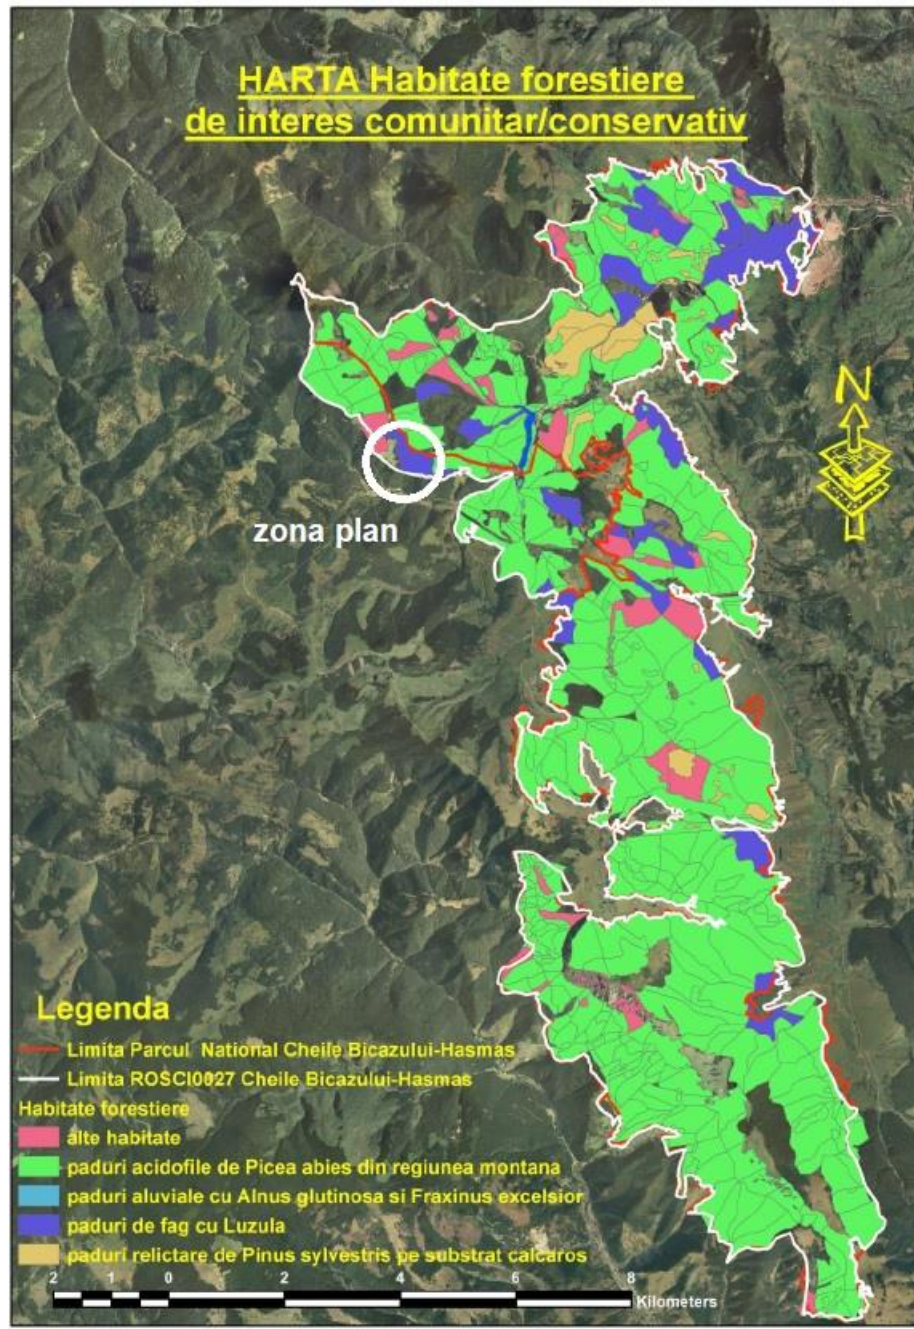 HARTA Habitate forestiere
de interes comunitar/conservativ
N
zona plan
Legenda
Limita Parcul National Cheile Bicazului-Hasmas
Limita ROSCI0027 Cheile Bicazului-Hasmas
Habitate forestiere
alte habitate
paduri acidofile de Picea abies din regiunea montana
paduri aluviale cu Alnus glutinosa si Fraxinus excelsior
paduri de fag cu Luzula
paduri relictare de Pinus sylvestris pe substrat calcaros
2 1 0 2 4 6 8
Kilometers